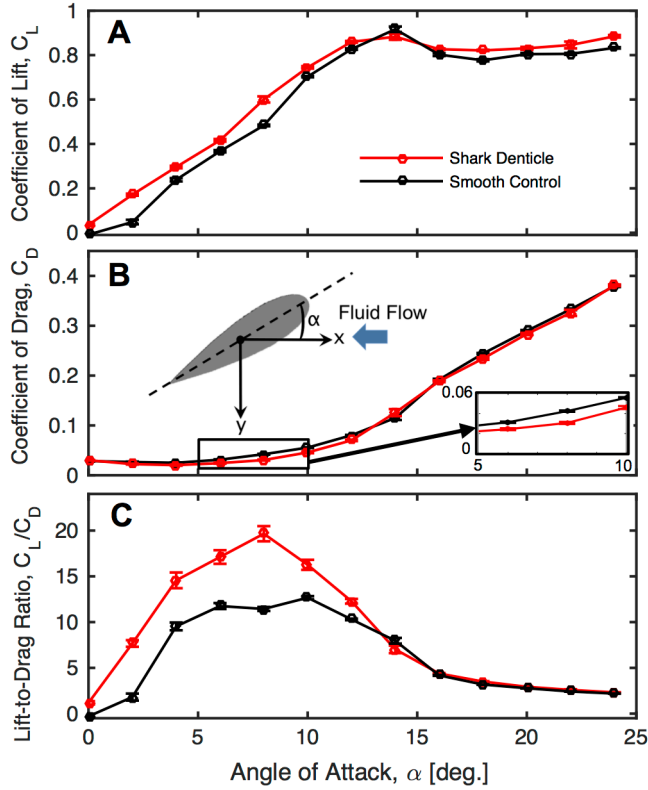 A
Coefficient of Lift, C_L
1
0.8
0.6
0.4
0.2
0
Shark Denticle
Smooth Control
B
Coefficient of Drag, C_D
0.4
0.3
0.2
0.1
0
α
Fluid Flow
x
y
0.06
0
5
10
C
Lift-to-Drag Ratio, C_L/C_D
20
15
10
5
0
0
5
10
15
20
25
Angle of Attack, α [deg.]